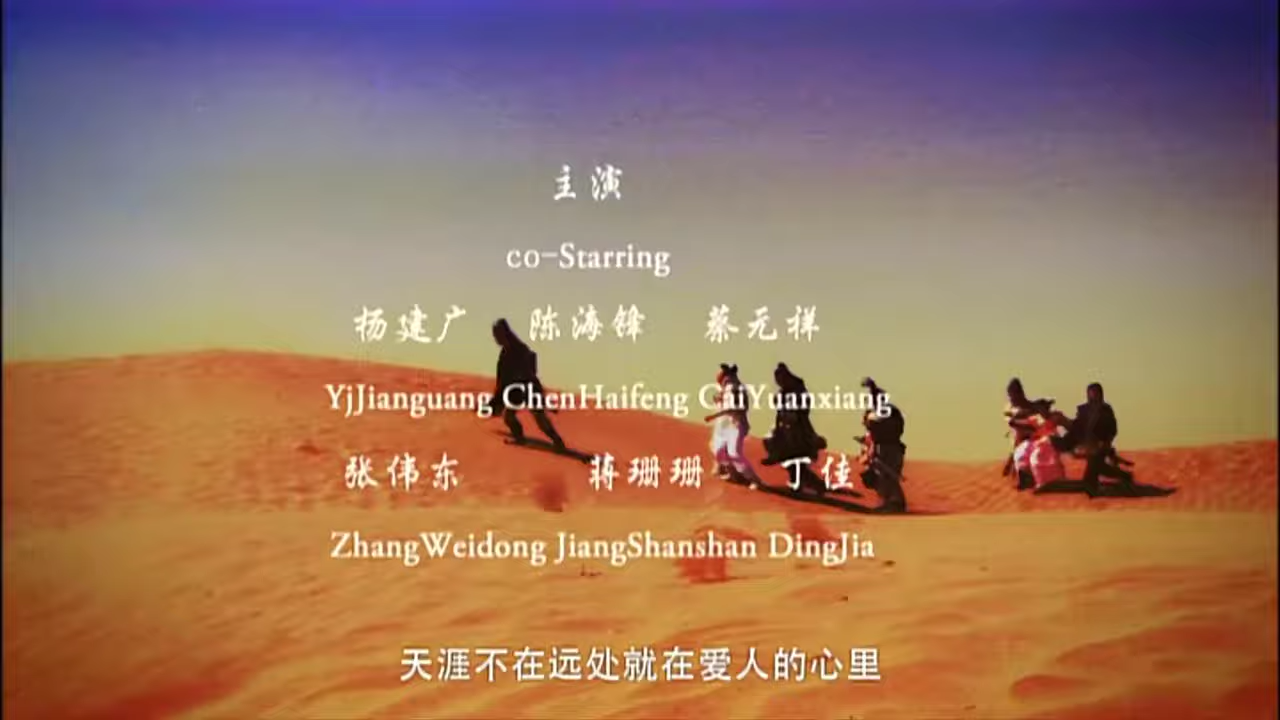 主演
co-Starring
杨建广 陈海锋 蔡元祥
YjJianguang ChenHaifeng CaiYuanxiang
张伟东 蒋珊珊 丁佳
ZhangWeidong JiangShanshan DingJia
天涯不在远处就在爱人的心里